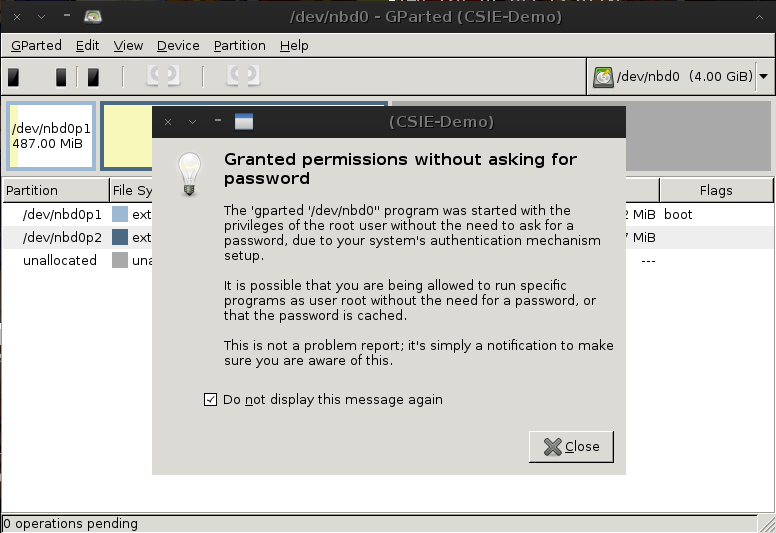 /dev/nbd0 - GParted (CSIE-Demo)
GParted Edit View Device Partition Help
/dev/nbd0 (4.00 GiB)
/dev/nbd0p1
487.00 MiB
(CSIE-Demo)
Granted permissions without asking for
password
The 'gparted '/dev/nbd0'' program was started with the
privileges of the root user without the need to ask for a
password, due to your system's authentication mechanism
setup.
It is possible that you are being allowed to run specific
programs as user root without the need for a password, or
that the password is cached.
This is not a problem report; it's simply a notification to make
sure you are aware of this.
Do not display this message again
Close
Partition File Sy Flags
/dev/nbd0p1 ext 2 MiB boot
/dev/nbd0p2 ext 7 MiB
unallocated una ---
0 operations pending